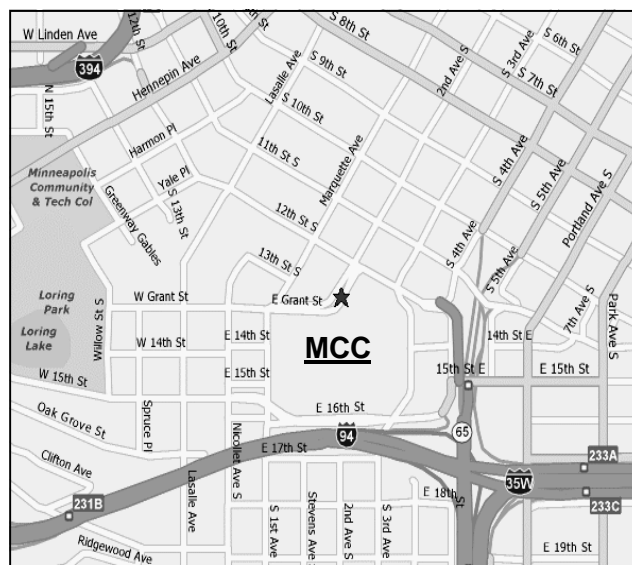 W Linden Ave
12th St
10th St
S 8th St
394
Hennepin Ave
Lasalle Ave
S 9th St
2nd Ave S
S 3rd Ave
S 6th St
S 7th St
N 15th St
S 10th St
Harmon Pl
11th St S
Marquette Ave
S 4th Ave
S 5th Ave
Portland Ave S
Minneapolis
Community
& Tech Col
Yale Pl
Greenway Gables
S 13th St
12th St S
13th St S
S 4th Ave
S 5th Ave
Loring
Park
W Grant St
E Grant St
7th Ave S
Park Ave S
Loring
Lake
Willow St S
W 14th St
E 14th St
MCC
14th St E
W 15th St
E 15th St
15th St E
E 15th St
Oak Grove St
Spruce Pl
E 16th St
Nicollet Ave S
94
65
Clifton Ave
E 17th St
233A
231B
Lasalle Ave
35W
E 18th St
233C
S 1st Ave
Stevens Ave
2nd Ave S
S 3rd Ave
Ridgewood Ave
E 19th St